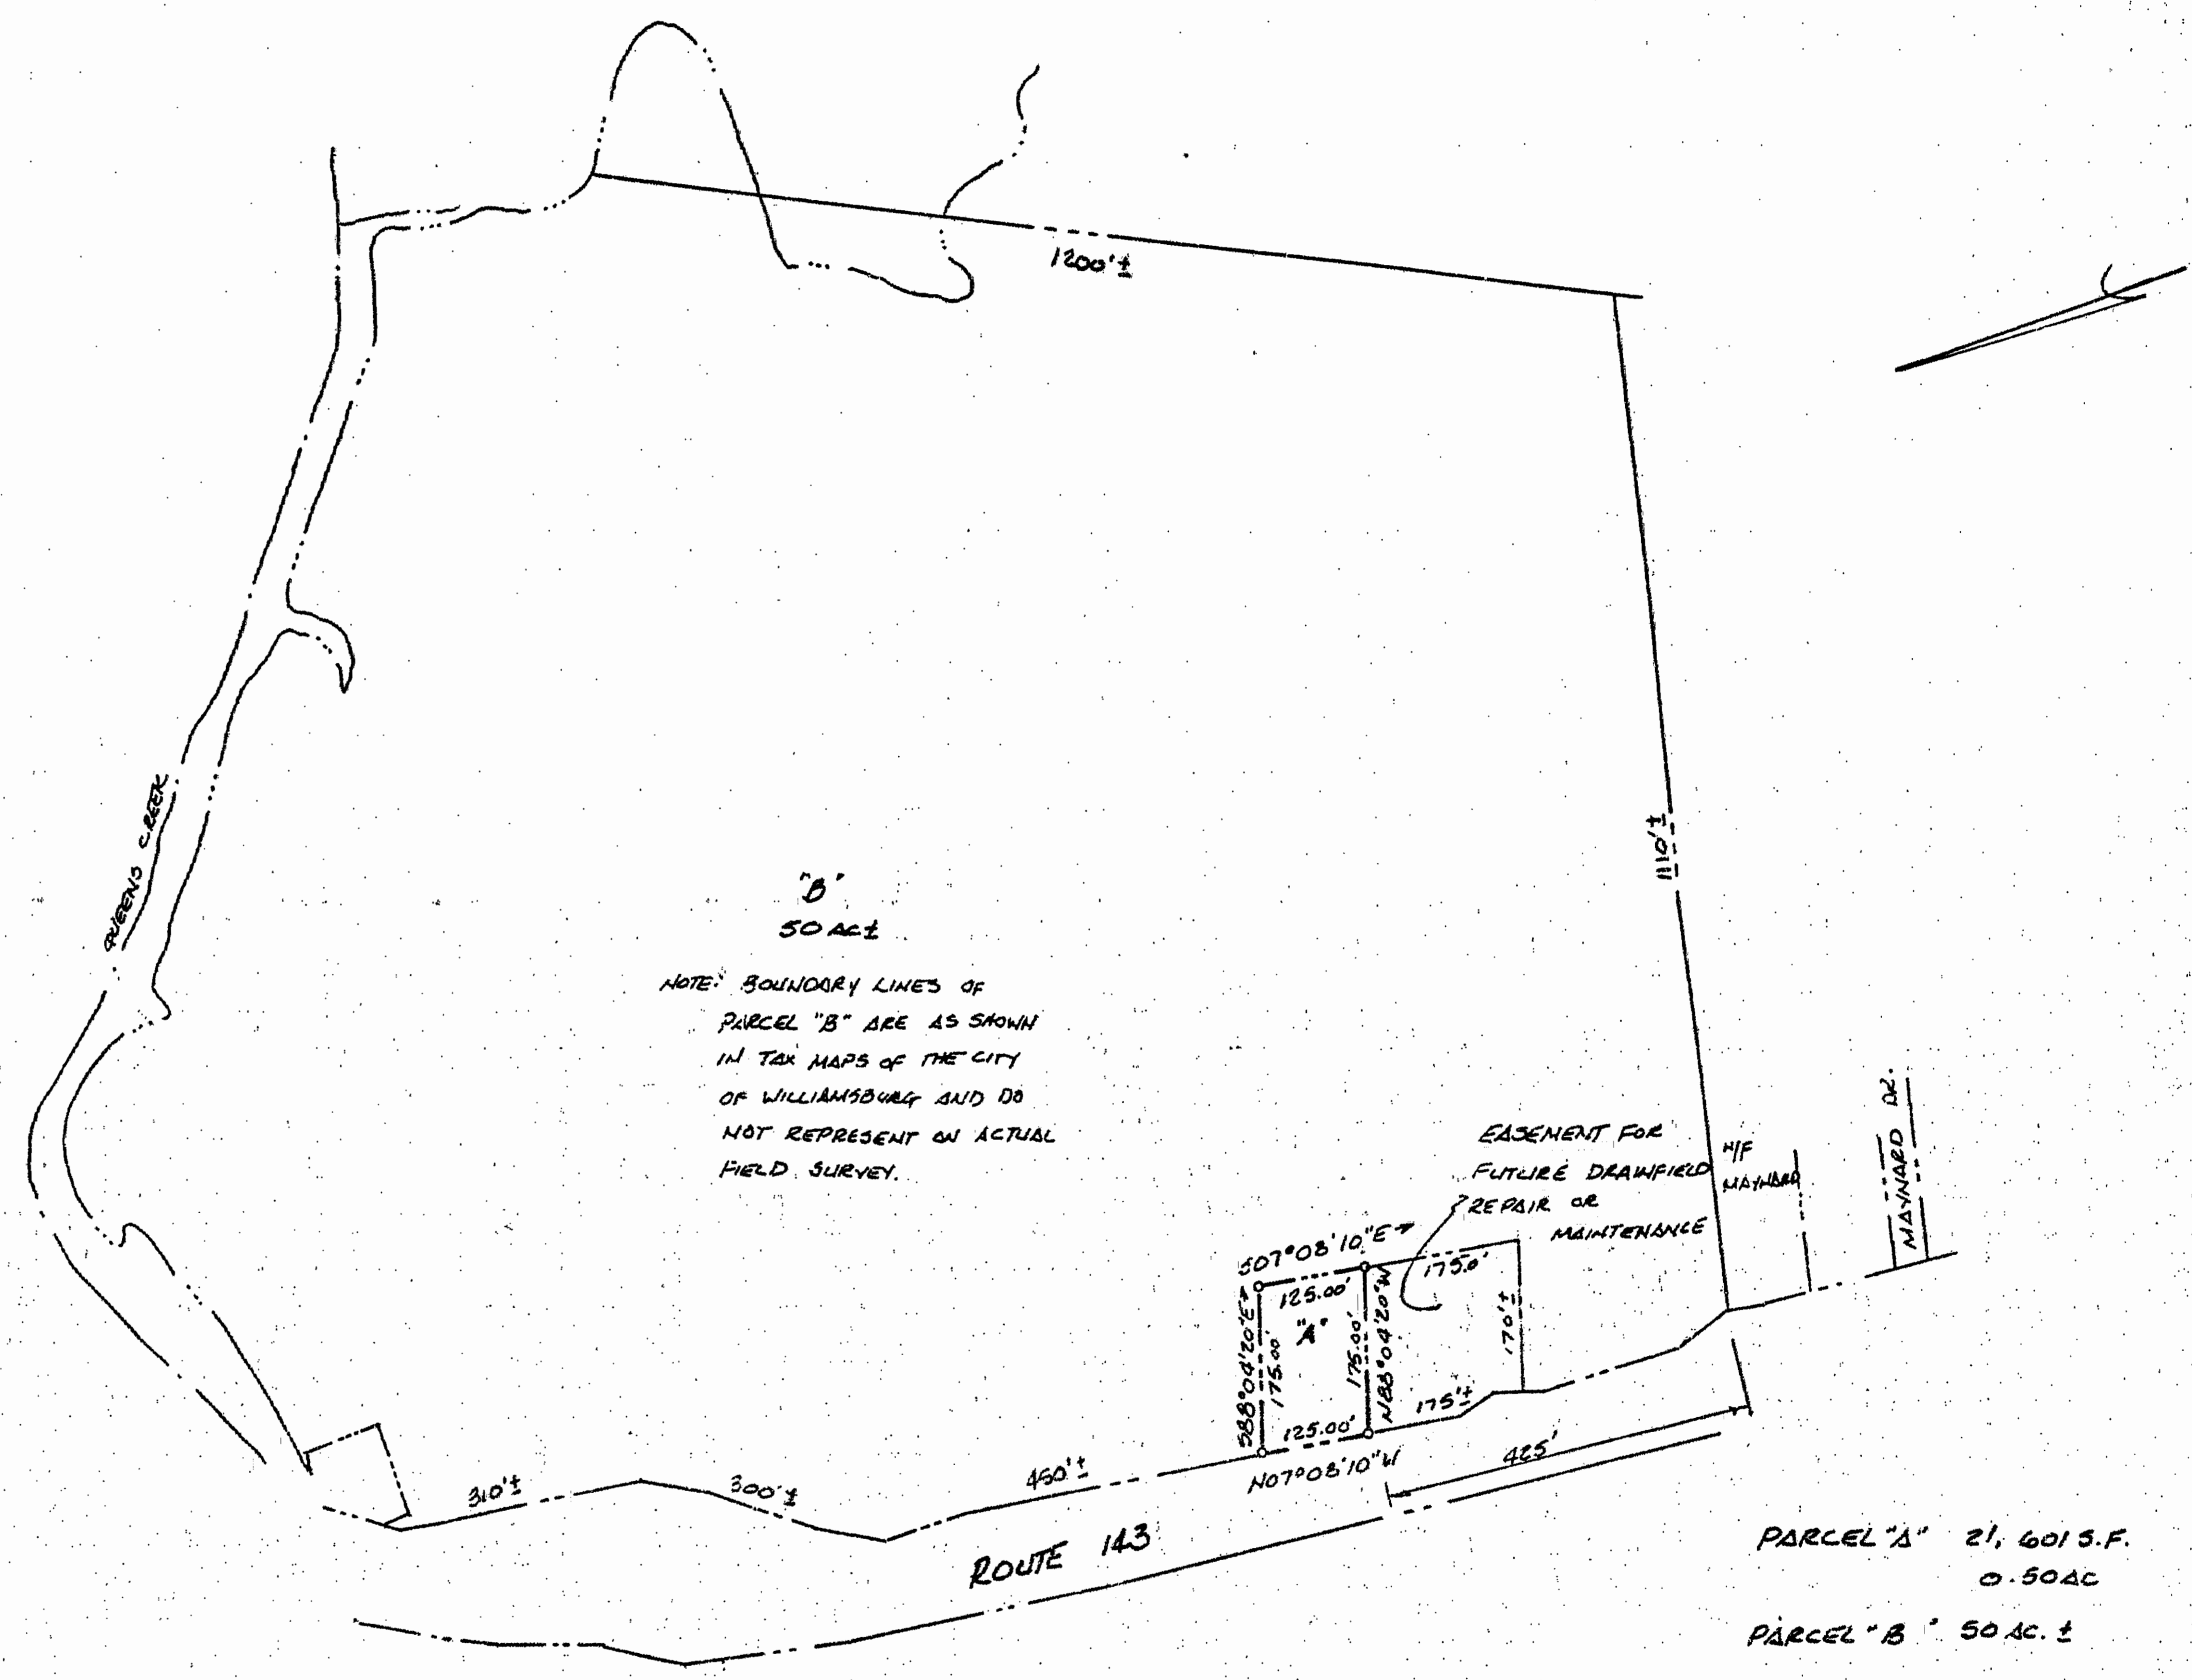 1200'±
QUEENS CREEK
1110'±
"B"
50 AC±
NOTE: BOUNDARY LINES OF
PARCEL "B" ARE AS SHOWN
IN TAX MAPS OF THE CITY
OF WILLIAMSBURG AND DO
NOT REPRESENT AN ACTUAL
FIELD SURVEY.
EASEMENT FOR
FUTURE DRAINFIELD
REPAIR OR
MAINTENANCE
N/F
MAYNARD
MAYNARD DR.
S07°08'10"E
125.00'
175.0'
S88°04'20"E
175.00'
"A"
175.00'
N88°04'20"W
170'±
125.00'
175'±
N07°08'10"W
425'
310'±
300'±
450'±
ROUTE 143
PARCEL "A" 21,601 S.F.
0.50AC
PARCEL "B" 50 AC. ±